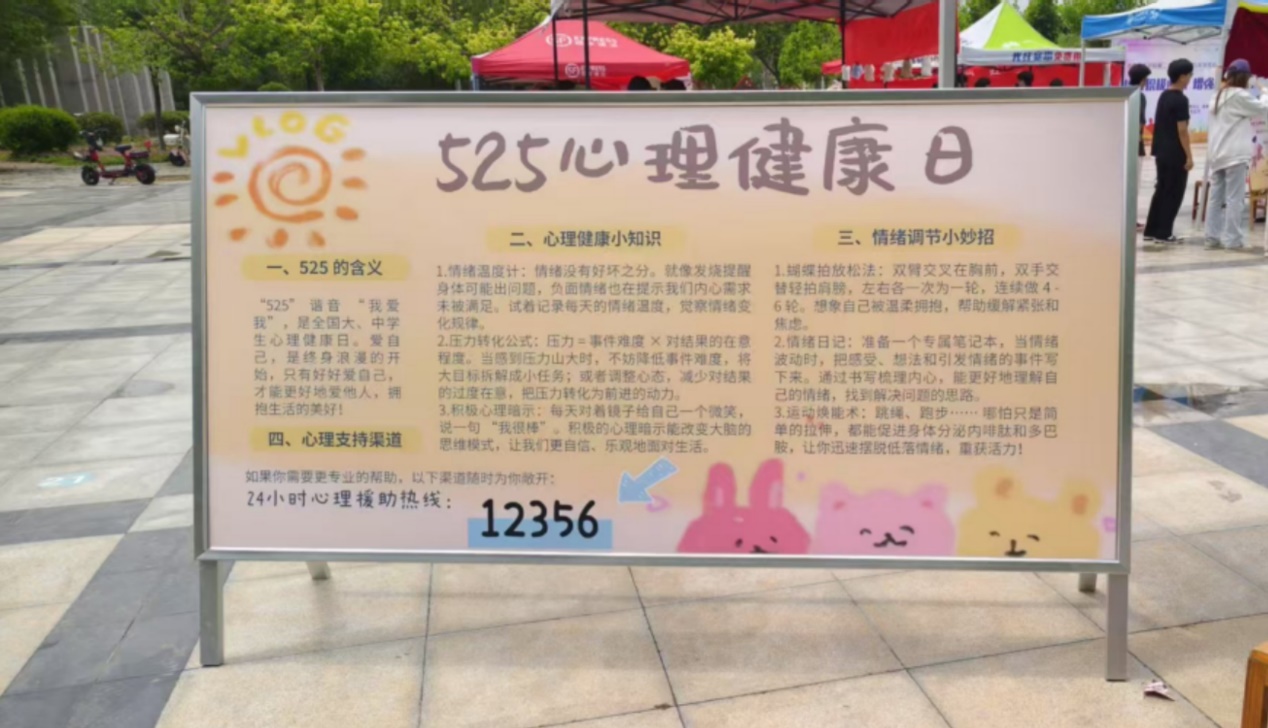 VLOG
525心理健康日
一、525 的含义
“525” 谐音 “我爱
我”，是全国大、中学
生心理健康日。爱自
己，是终身浪漫的开
始，只有好好爱自己，
才能更好地爱他人，拥
抱生活的美好！
二、心理健康小知识
1.情绪温度计：情绪没有好坏之分。就像发烧提醒
身体可能出问题，负面情绪也在提示我们内心需求
未被满足。试着记录每天的情绪温度，觉察情绪变
化规律。
2.压力转化公式：压力＝事件难度 × 对结果的在意
程度。当感到压力山大时，不妨降低事件难度，将
大目标拆解成小任务；或者调整心态，减少对结果
的过度在意，把压力转化为前进的动力。
3.积极心理暗示：每天对着镜子给自己一个微笑，
说一句 “我很棒”。积极的心理暗示能改变大脑的
思维模式，让我们更自信、乐观地面对生活。
三、情绪调节小妙招
1.蝴蝶拍放松法：双臂交叉在胸前，双手交
替轻拍肩膀，左右各一次为一轮，连续做 4 -
6 轮。想象自己被温柔拥抱，帮助缓解紧张和
焦虑。
2.情绪日记：准备一个专属笔记本，当情绪
波动时，把感受、想法和引发情绪的事件写
下来。通过书写梳理内心，能更好地理解自
己的情绪，找到解决问题的思路。
3.运动焕能术：跳绳、跑步…… 哪怕只是简
单的拉伸，都能促进身体分泌内啡肽和多巴
胺，让你迅速摆脱低落情绪，重获活力！
四、心理支持渠道
如果你需要更专业的帮助，以下渠道随时为你敞开：
24小时心理援助热线：
12356